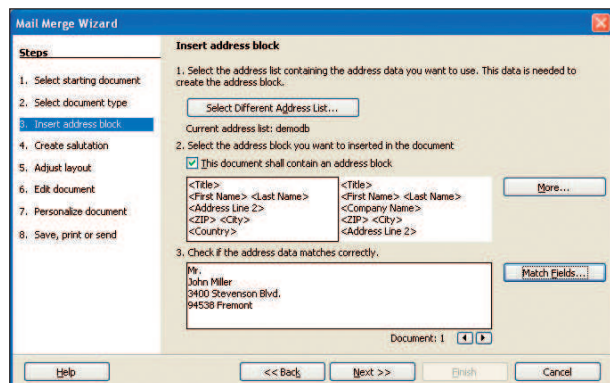 Mail Merge Wizard
Steps
1. Select starting document
2. Select document type
3. Insert address block
4. Create salutation
5. Adjust layout
6. Edit document
7. Personalize document
8. Save, print or send
Insert address block
1. Select the address list containing the address data you want to use. This data is needed to
create the address block.
Select Different Address List...
Current address list: demodb
2. Select the address block you want to inserted in the document
This document shall contain an address block
<Title>
<First Name> <Last Name>
<Address Line 2>
<ZIP> <City>
<Country>
<Title>
<First Name> <Last Name>
<Company Name>
<ZIP> <City>
<Address Line 2>
More...
3. Check if the address data matches correctly.
Mr.
John Miller
3400 Stevenson Blvd.
94538 Fremont
Match Fields...
Document: 1
Help
<< Back
Next >>
Finish
Cancel